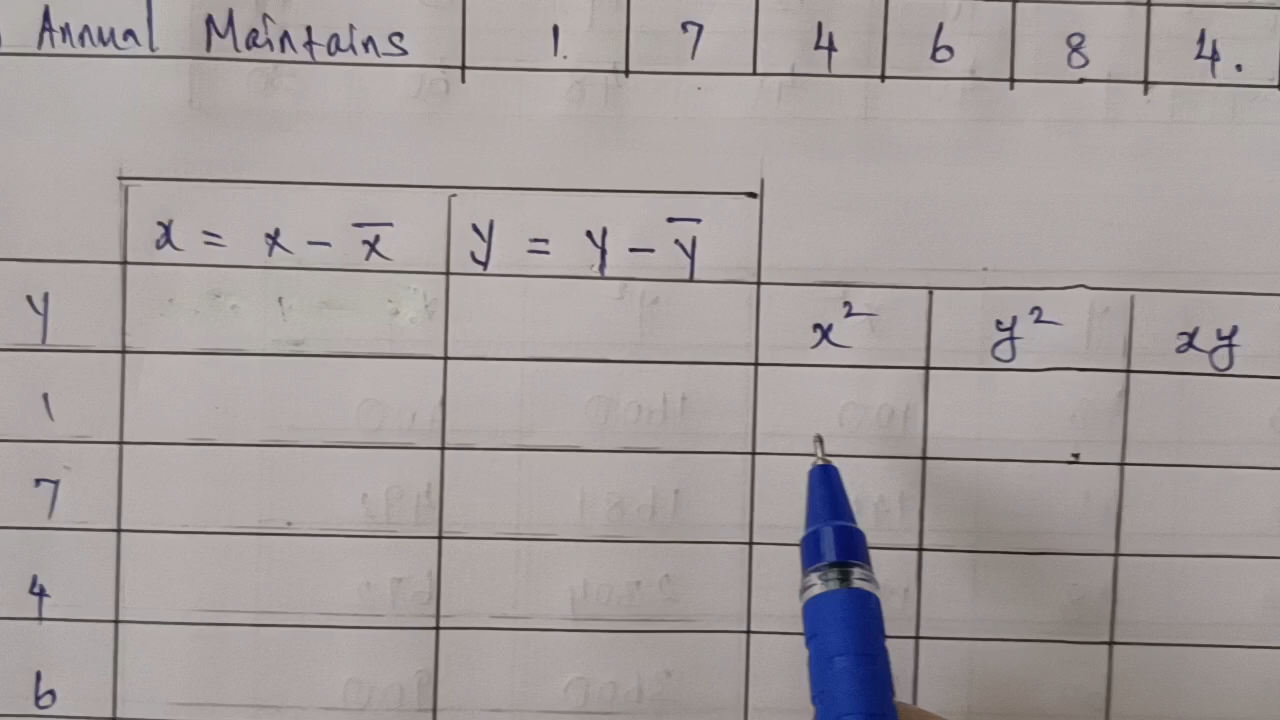 Annual Maintains 1. 7 4 6 8 4.
x = x - x̅ y = y - y̅
y x² y² xy
1
7
4
6